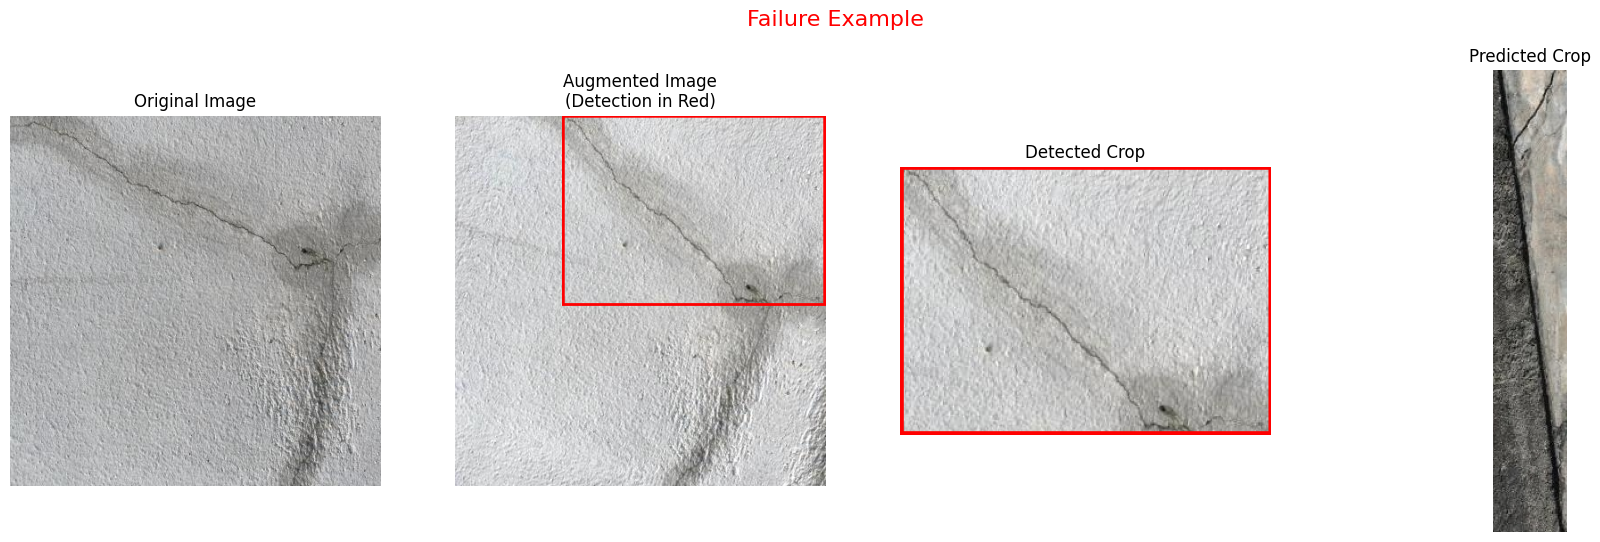 Failure Example
Original Image
Augmented Image
(Detection in Red)
Detected Crop
Predicted Crop